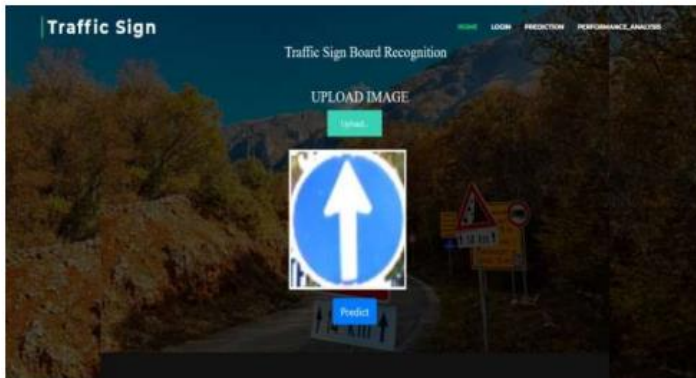 Traffic Sign
HOME LOGIN PREDICTION PERFORMANCE_ANALYSIS
Traffic Sign Board Recognition
UPLOAD IMAGE
Upload..
Predict